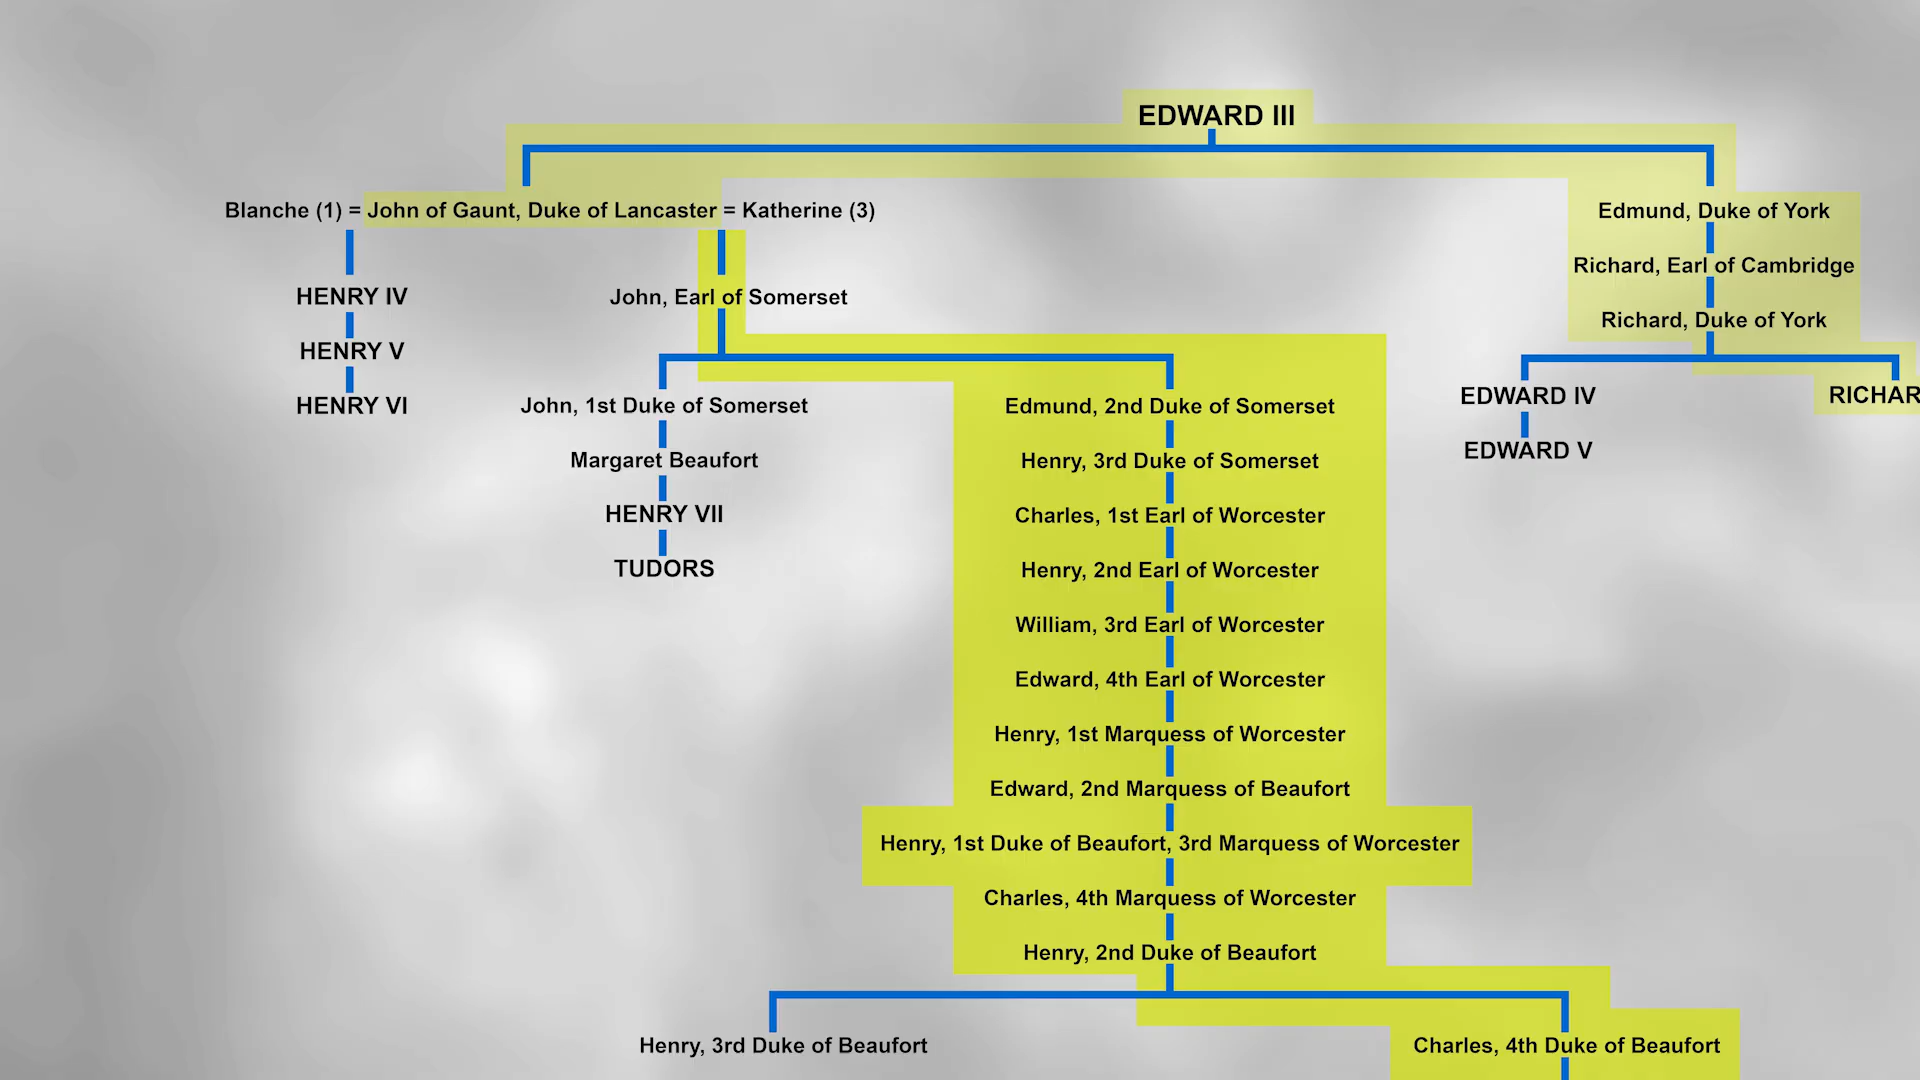 EDWARD III
Blanche (1) = John of Gaunt, Duke of Lancaster = Katherine (3)
Edmund, Duke of York
Richard, Earl of Cambridge
HENRY IV
John, Earl of Somerset
Richard, Duke of York
HENRY V
HENRY VI
John, 1st Duke of Somerset
Edmund, 2nd Duke of Somerset
EDWARD IV
RICHAR
Margaret Beaufort
Henry, 3rd Duke of Somerset
EDWARD V
HENRY VII
Charles, 1st Earl of Worcester
TUDORS
Henry, 2nd Earl of Worcester
William, 3rd Earl of Worcester
Edward, 4th Earl of Worcester
Henry, 1st Marquess of Worcester
Edward, 2nd Marquess of Beaufort
Henry, 1st Duke of Beaufort, 3rd Marquess of Worcester
Charles, 4th Marquess of Worcester
Henry, 2nd Duke of Beaufort
Henry, 3rd Duke of Beaufort
Charles, 4th Duke of Beaufort